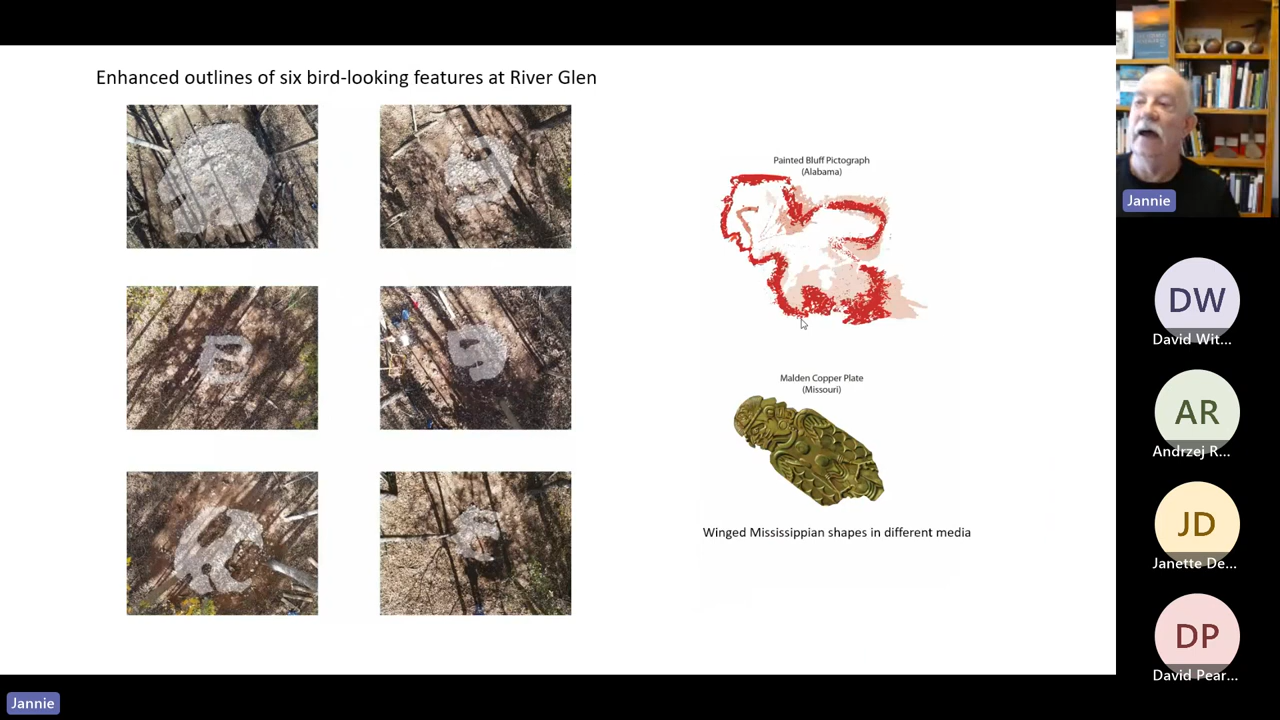 Enhanced outlines of six bird-looking features at River Glen
Painted Bluff Pictograph
(Alabama)
Malden Copper Plate
(Missouri)
Winged Mississippian shapes in different media
Jannie
DW
David Wit...
AR
Andrzej R...
JD
Janette De...
DP
David Pear...
Jannie